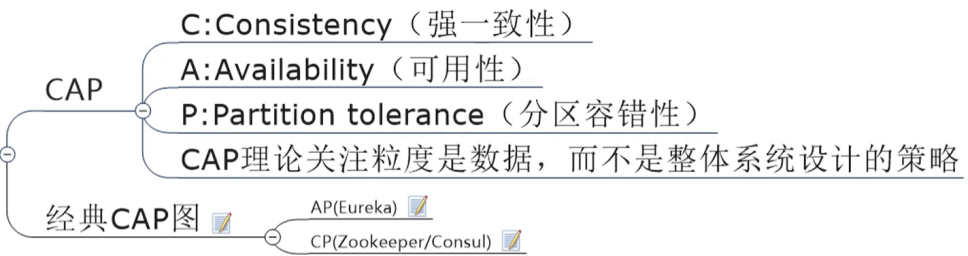 C:Consistency（强一致性）
A:Availability（可用性）
CAP
P:Partition tolerance（分区容错性）
CAP理论关注粒度是数据，而不是整体系统设计的策略
经典CAP图
AP(Eureka)
CP(Zookeeper/Consul)